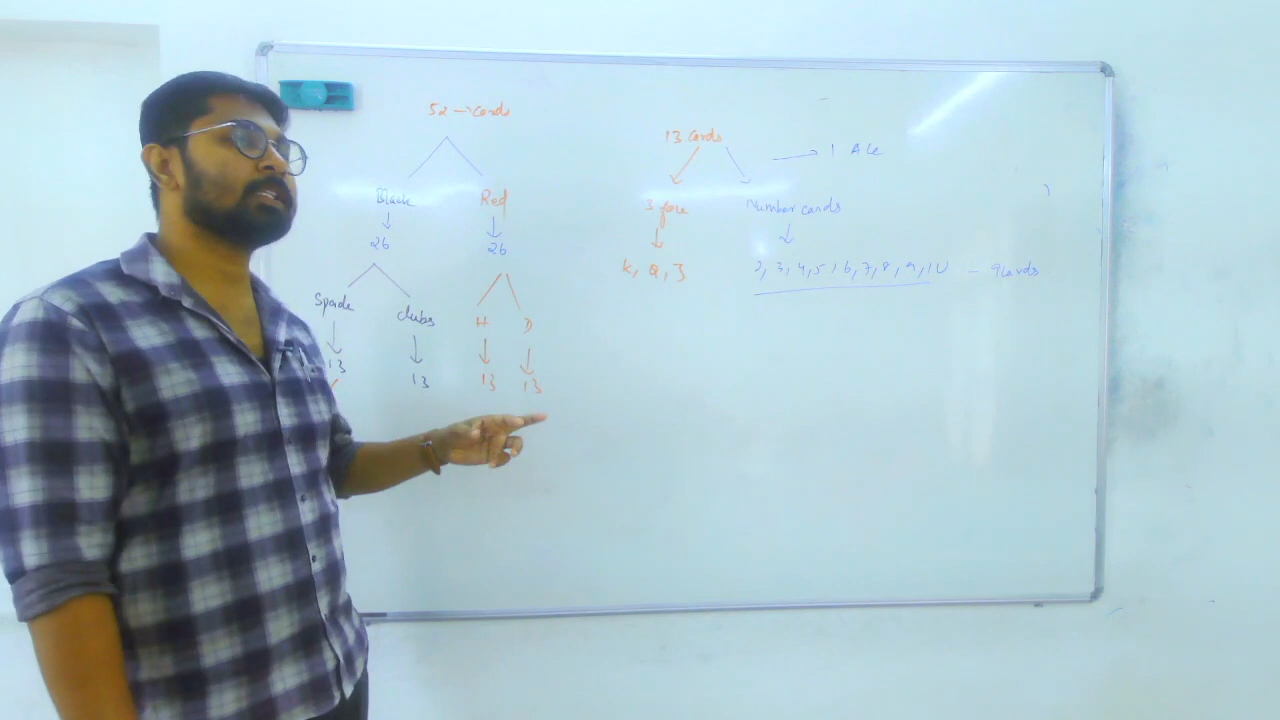 52 → cards
Black Red
26 26
Spade clubs H D
13 13 13 13
13 cards
→ 1 Ace
3 face Number cards
K, Q, J 2, 3, 4, 5, 6, 7, 8, 9, 10 - 9 cards